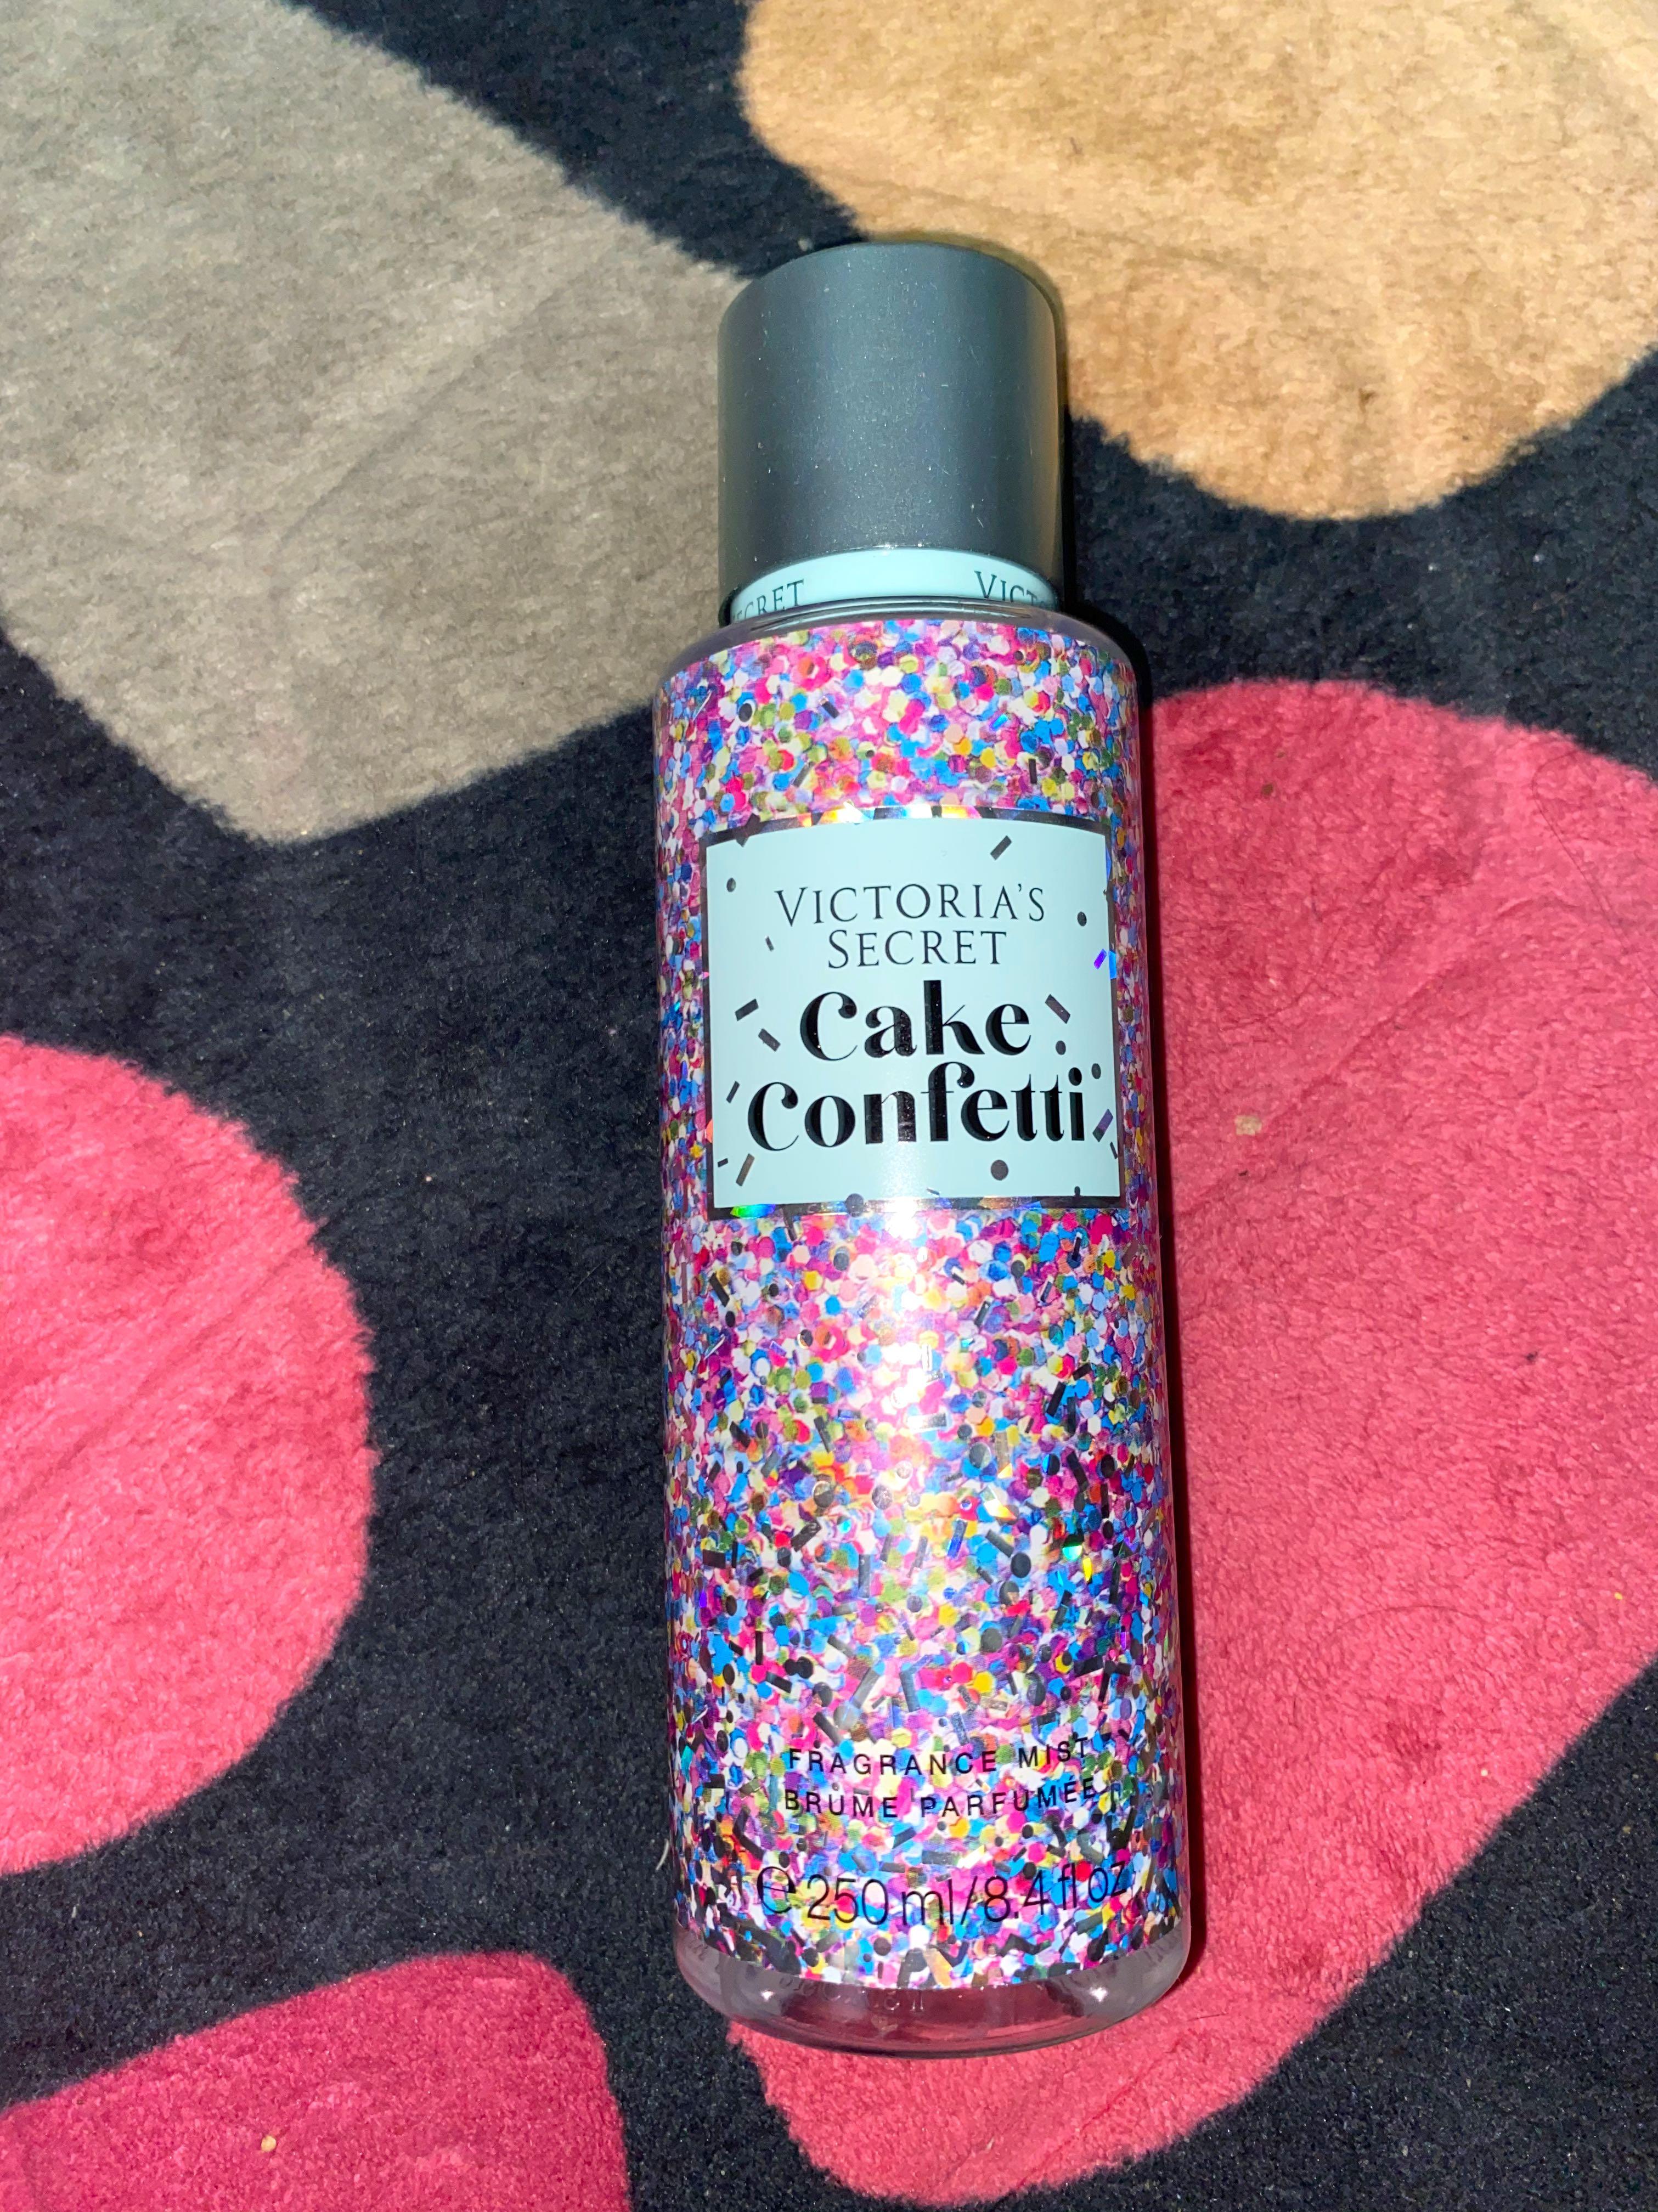 VICTORIA'S
SECRET
Cake
Confetti
FRAGRANCE MIST
BRUME PARFUMÉE
℮ 250 ml/8.4 fl oz